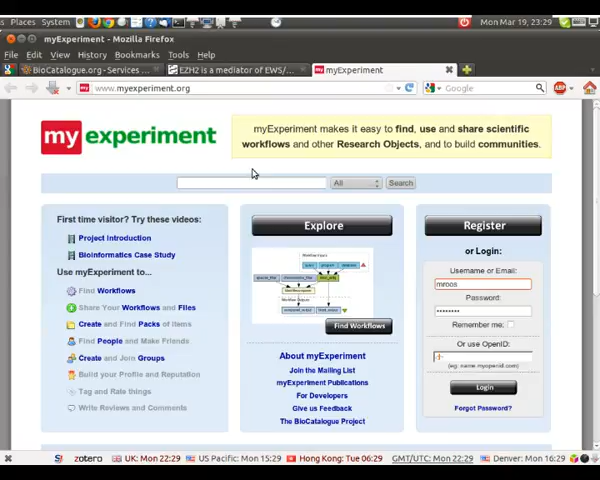 Places System
Mon Mar 19, 23:29
myExperiment - Mozilla Firefox
File Edit View History Bookmarks Tools Help
BioCatalogue.org - Services
EZH2 is a mediator of EWS/...
myExperiment
www.myexperiment.org
Google
my experiment
myExperiment makes it easy to find, use and share scientific
workflows and other Research Objects, and to build communities.
All
Search
First time visitor? Try these videos:
Project Introduction
Bioinformatics Case Study
Use myExperiment to...
Find Workflows
Share Your Workflows and Files
Create and Find Packs of Items
Find People and Make Friends
Create and Join Groups
Build your Profile and Reputation
Tag and Rate things
Write Reviews and Comments
Explore
Find Workflows
About myExperiment
Join the Mailing List
myExperiment Publications
For Developers
Give us Feedback
The BioCatalogue Project
Register
or Login:
Username or Email:
mroos
Password:
Remember me:
Or use OpenID:
(eg: name.myopenid.com)
Login
Forgot Password?
zotero
UK: Mon 22:29
US Pacific: Mon 15:29
Hong Kong: Tue 06:29
GMT/UTC: Mon 22:29
Denver: Mon 16:29